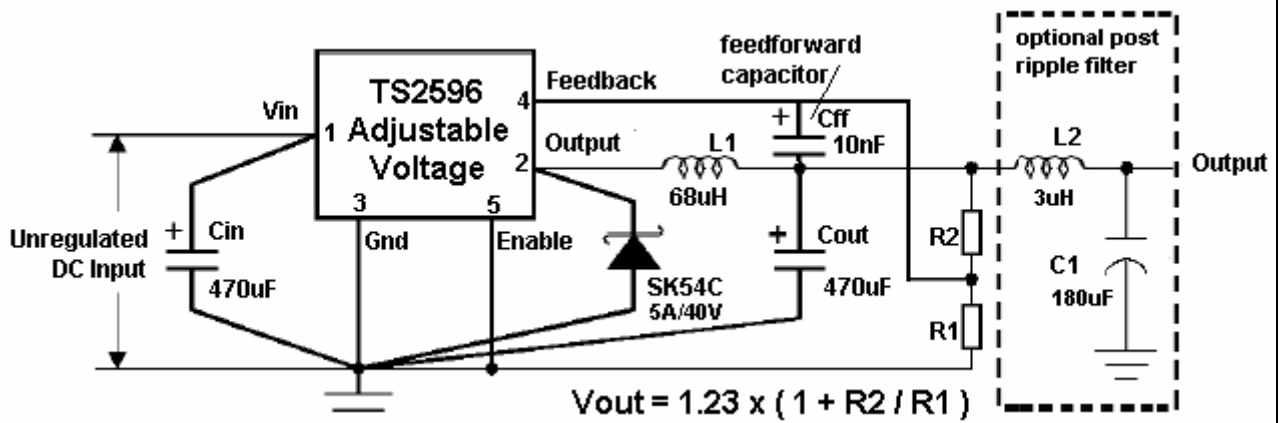 optional post
ripple filter
feedforward
capacitor
TS2596
Adjustable
Voltage
Vin
1
4
Feedback
2
Output
3
Gnd
5
Enable
+
Cff
10nF
L1
68uH
L2
3uH
Output
Unregulated
DC Input
+
Cin
470uF
SK54C
5A/40V
+
Cout
470uF
R2
R1
C1
180uF
Vout = 1.23 x ( 1 + R2 / R1 )